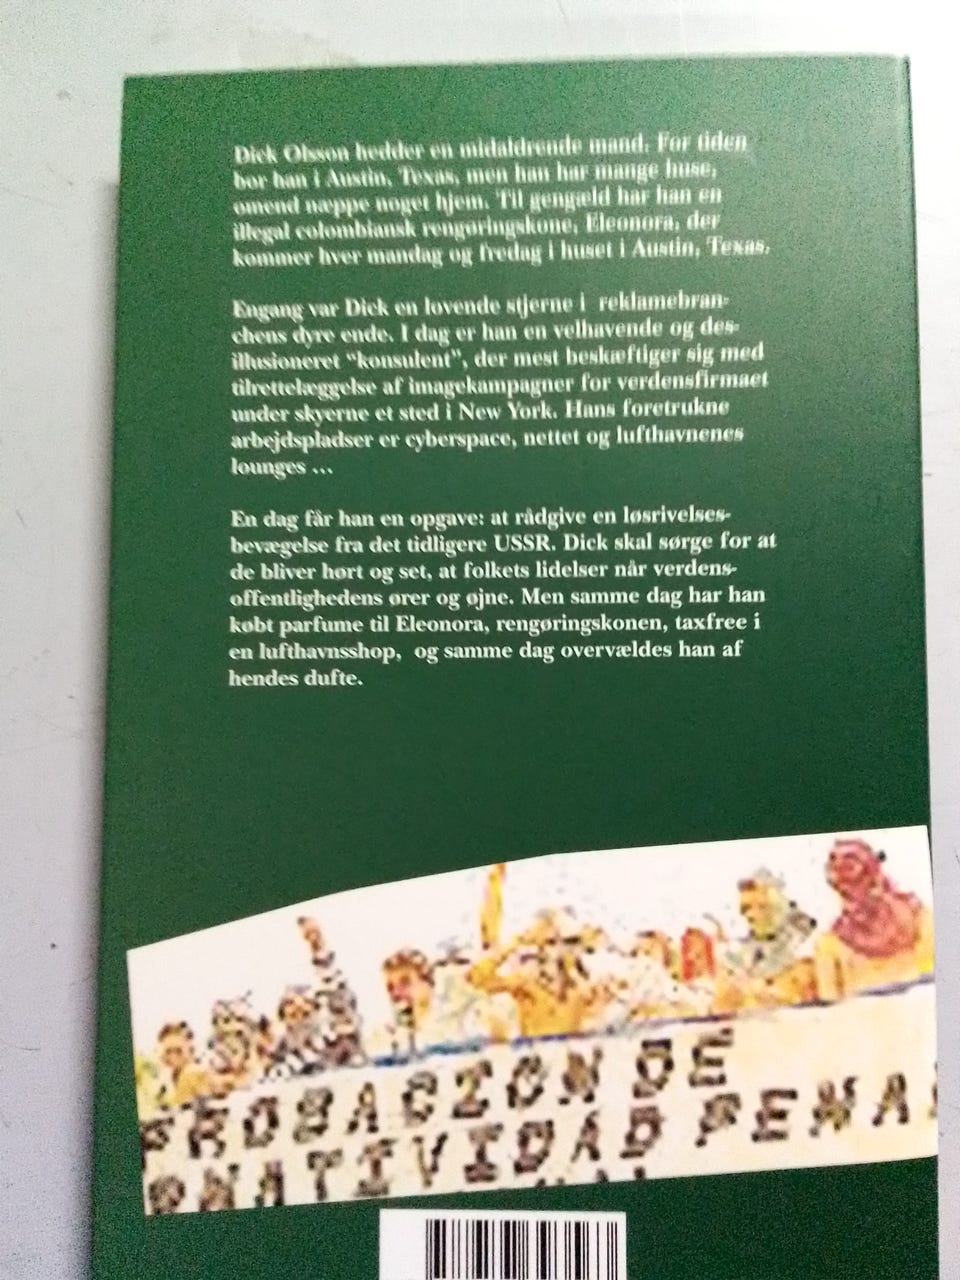 Dick Olsson hedder en midaldrende mand. For tiden
bor han i Austin, Texas, men han har mange huse,
omend næppe noget hjem. Til gengæld har han en
illegal colombiansk rengøringskone, Eleonora, der
kommer hver mandag og fredag i huset i Austin, Texas.
Engang var Dick en lovende stjerne i reklamebran-
chens dyre ende. I dag er han en velhavende og des-
illusioneret “konsulent”, der mest beskæftiger sig med
tilrettelæggelse af imagekampagner for verdensfirmaet
under skyerne et sted i New York. Hans foretrukne
arbejdspladser er cyberspace, nettet og lufthavnenes
lounges ...
En dag får han en opgave: at rådgive en løsrivelses-
bevægelse fra det tidligere USSR. Dick skal sørge for at
de bliver hørt og set, at folkets lidelser når verdens-
offentlighedens ører og øjne. Men samme dag har han
købt parfume til Eleonora, rengøringskonen, taxfree i
en lufthavnsshop, og samme dag overvældes han af
hendes dufte.
PROBACION DE
RNATIVIDAD PENA